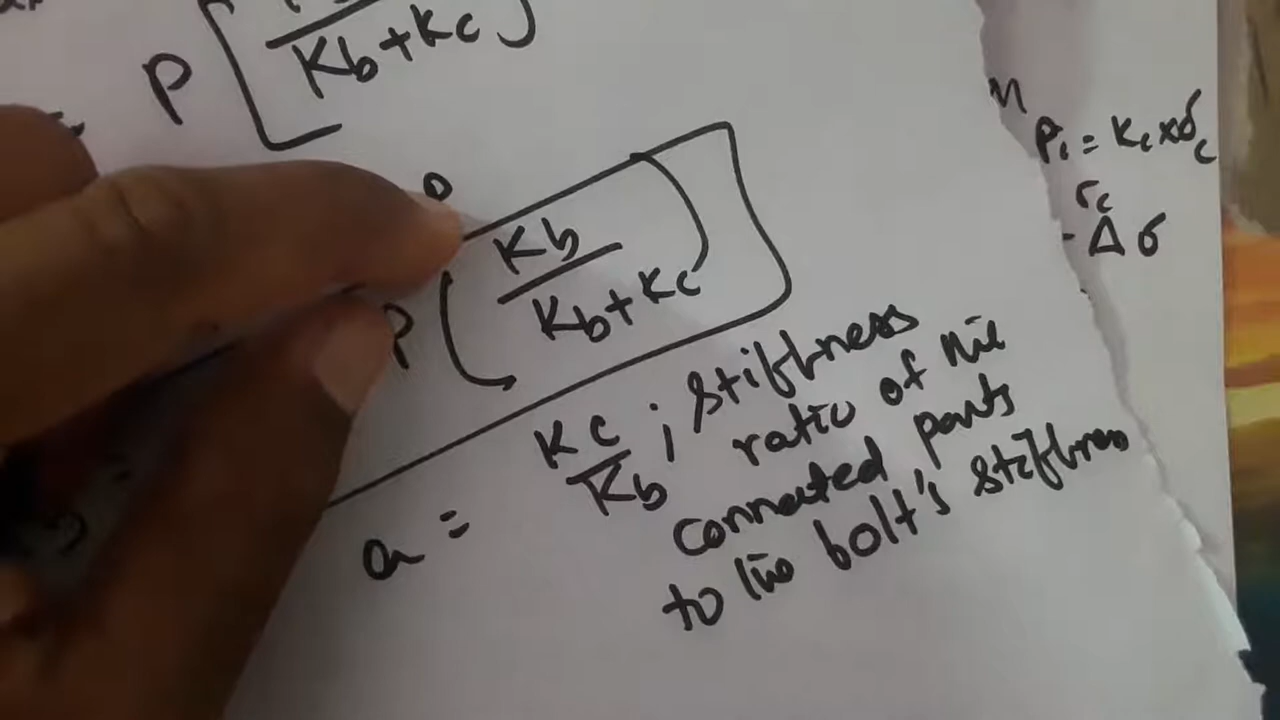 P [ / Kb+Kc ]
P ( Kb / Kb+Kc )
a = Kc / Kb ; stiffness
ratio of the
connected parts
to the bolt's stiffness
Pi = Kc x δc
Δσ